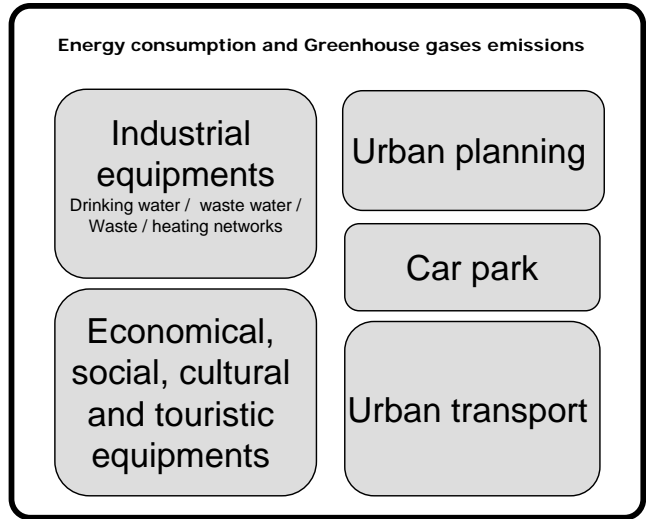 Energy consumption and Greenhouse gases emissions
Industrial
equipments
Drinking water / waste water /
Waste / heating networks
Economical,
social, cultural
and touristic
equipments
Urban planning
Car park
Urban transport